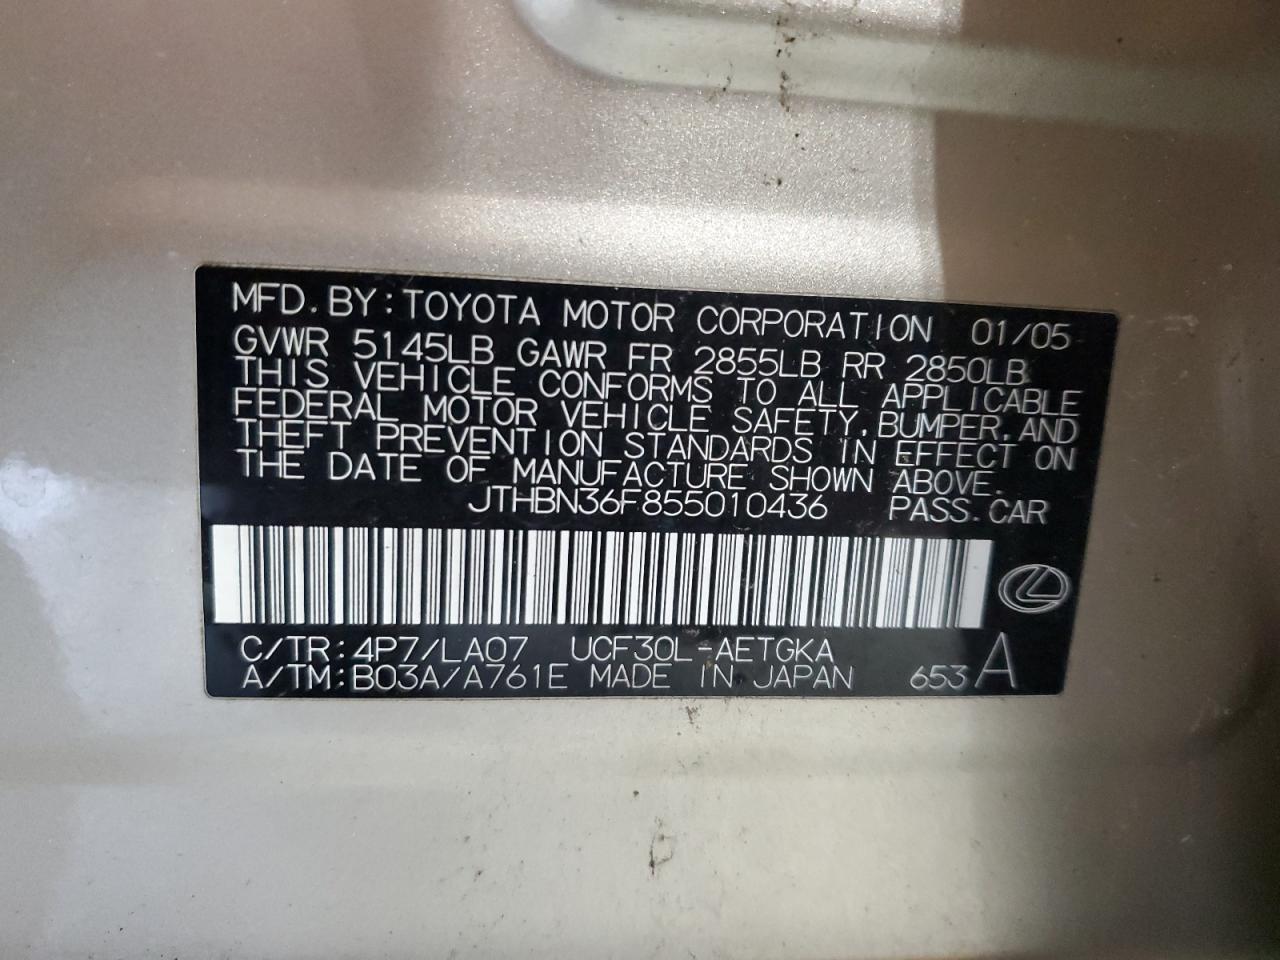 MFD. BY: TOYOTA MOTOR CORPORATION 01/05
GVWR 5145LB GAWR FR 2855LB RR 2850LB
THIS VEHICLE CONFORMS TO ALL APPLICABLE
FEDERAL MOTOR VEHICLE SAFETY, BUMPER, AND
THEFT PREVENTION STANDARDS IN EFFECT ON
THE DATE OF MANUFACTURE SHOWN ABOVE.
JTHBN36F855010436 PASS. CAR
C/TR: 4P7/LA07 UCF30L-AETGKA
A/TM: B03A/A761E MADE IN JAPAN 653 A